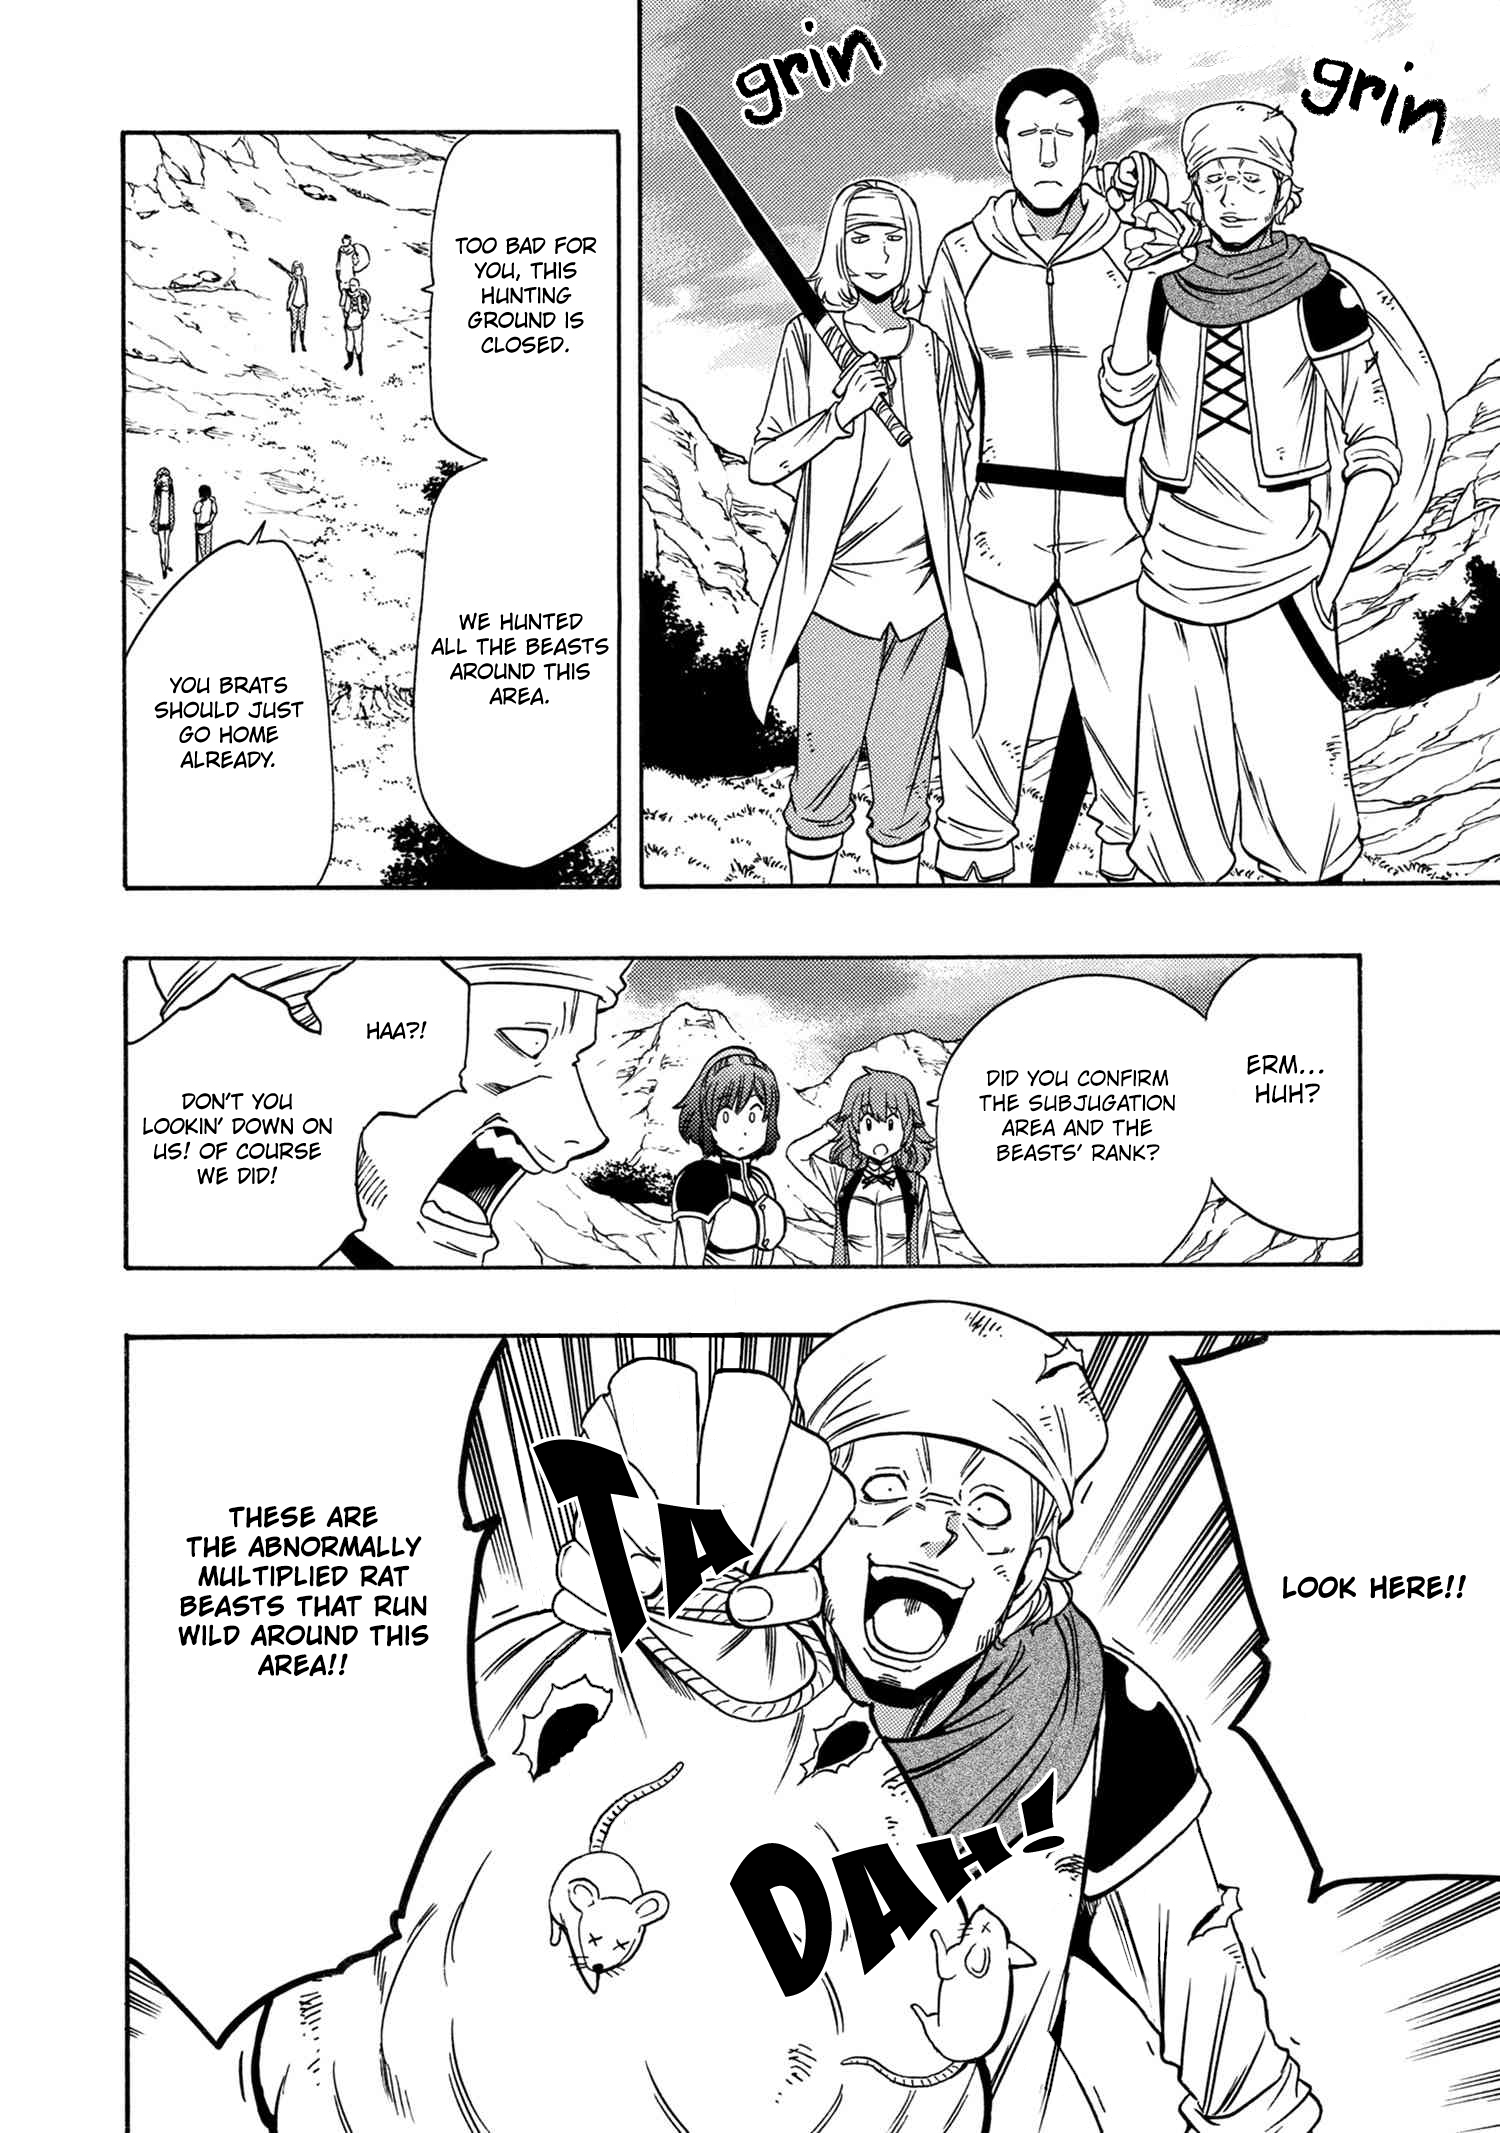 grin
grin
TOO BAD FOR
YOU, THIS
HUNTING
GROUND IS
CLOSED.
WE HUNTED
ALL THE BEASTS
AROUND THIS
AREA.
YOU BRATS
SHOULD JUST
GO HOME
ALREADY.
ERM...
HUH?
DID YOU CONFIRM
THE SUBJUGATION
AREA AND THE
BEASTS' RANK?
HAA?!
DON'T YOU
LOOKIN' DOWN ON
US! OF COURSE
WE DID!
LOOK HERE!!
TA
DAH!
THESE ARE
THE ABNORMALLY
MULTIPLIED RAT
BEASTS THAT RUN
WILD AROUND THIS
AREA!!